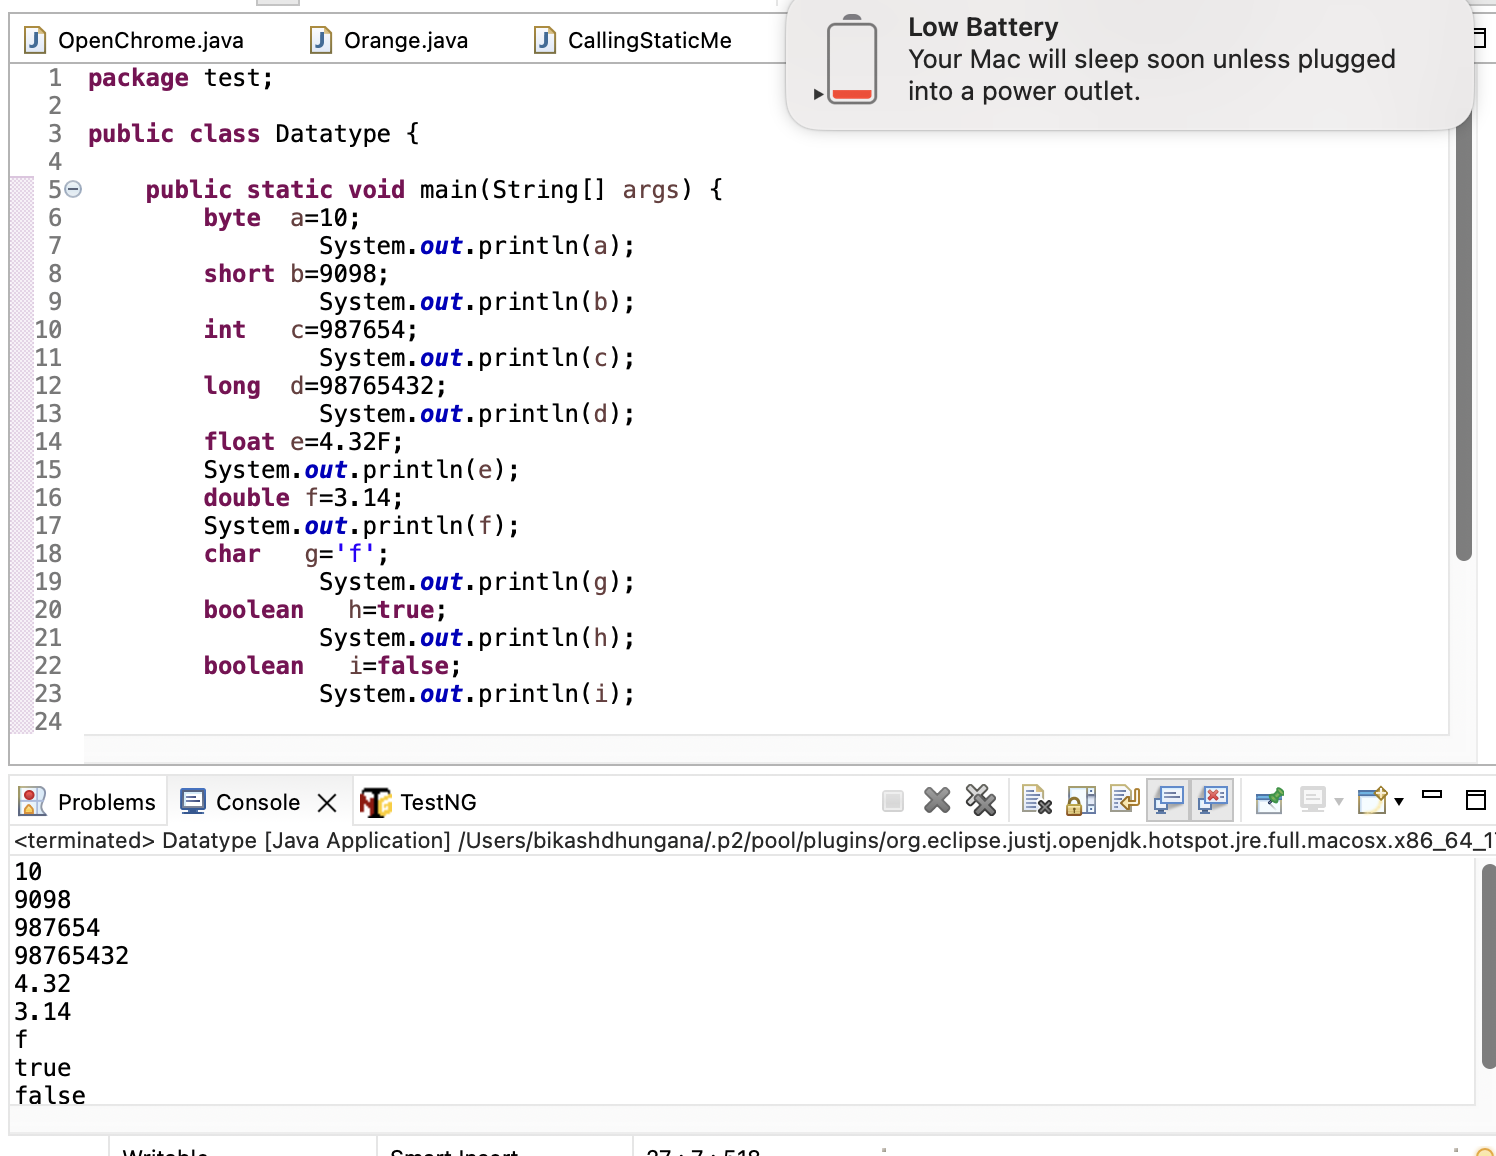 OpenChrome.java
Orange.java
CallingStaticMe
Low Battery
Your Mac will sleep soon unless plugged
into a power outlet.
1 package test;
2
3 public class Datatype {
4
5 public static void main(String[] args) {
6 byte  a=10;
7 System.out.println(a);
8 short b=9098;
9 System.out.println(b);
10 int   c=987654;
11 System.out.println(c);
12 long  d=98765432;
13 System.out.println(d);
14 float e=4.32F;
15 System.out.println(e);
16 double f=3.14;
17 System.out.println(f);
18 char   g='f';
19 System.out.println(g);
20 boolean   h=true;
21 System.out.println(h);
22 boolean   i=false;
23 System.out.println(i);
24
Problems
Console
TestNG
<terminated> Datatype [Java Application] /Users/bikashdhungana/.p2/pool/plugins/org.eclipse.justj.openjdk.hotspot.jre.full.macosx.x86_64_1
10
9098
987654
98765432
4.32
3.14
f
true
false
Writable
Smart Insert
27 : 7 : 518